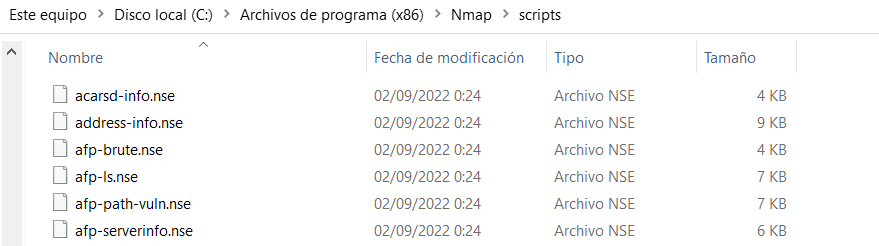 Este equipo > Disco local (C:) > Archivos de programa (x86) > Nmap > scripts
Nombre Fecha de modificación Tipo Tamaño
acarsd-info.nse 02/09/2022 0:24 Archivo NSE 4 KB
address-info.nse 02/09/2022 0:24 Archivo NSE 9 KB
afp-brute.nse 02/09/2022 0:24 Archivo NSE 4 KB
afp-ls.nse 02/09/2022 0:24 Archivo NSE 7 KB
afp-path-vuln.nse 02/09/2022 0:24 Archivo NSE 7 KB
afp-serverinfo.nse 02/09/2022 0:24 Archivo NSE 6 KB